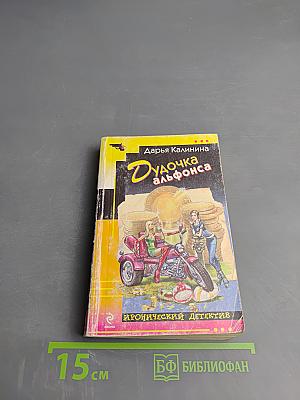 Дарья Калинина
Дудочка
альфонса
ИРОНИЧЕСКИЙ ДЕТЕКТИВ
15 см
БФ БИБЛИОФАН